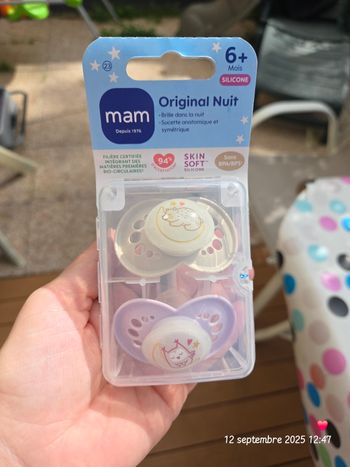 23
mam
Depuis 1976
6+
Mois
SILICONE
Original Nuit
•Brille dans la nuit
•Sucette anatomique et
symétrique
FILIÈRE CERTIFIÉE
INTÉGRANT DES
MATIÈRES PREMIÈRES
BIO-CIRCULAIRES
94%
SKIN
SOFT
SILICONE
Sans
BPA/BPS
12 septembre 2025 12:47